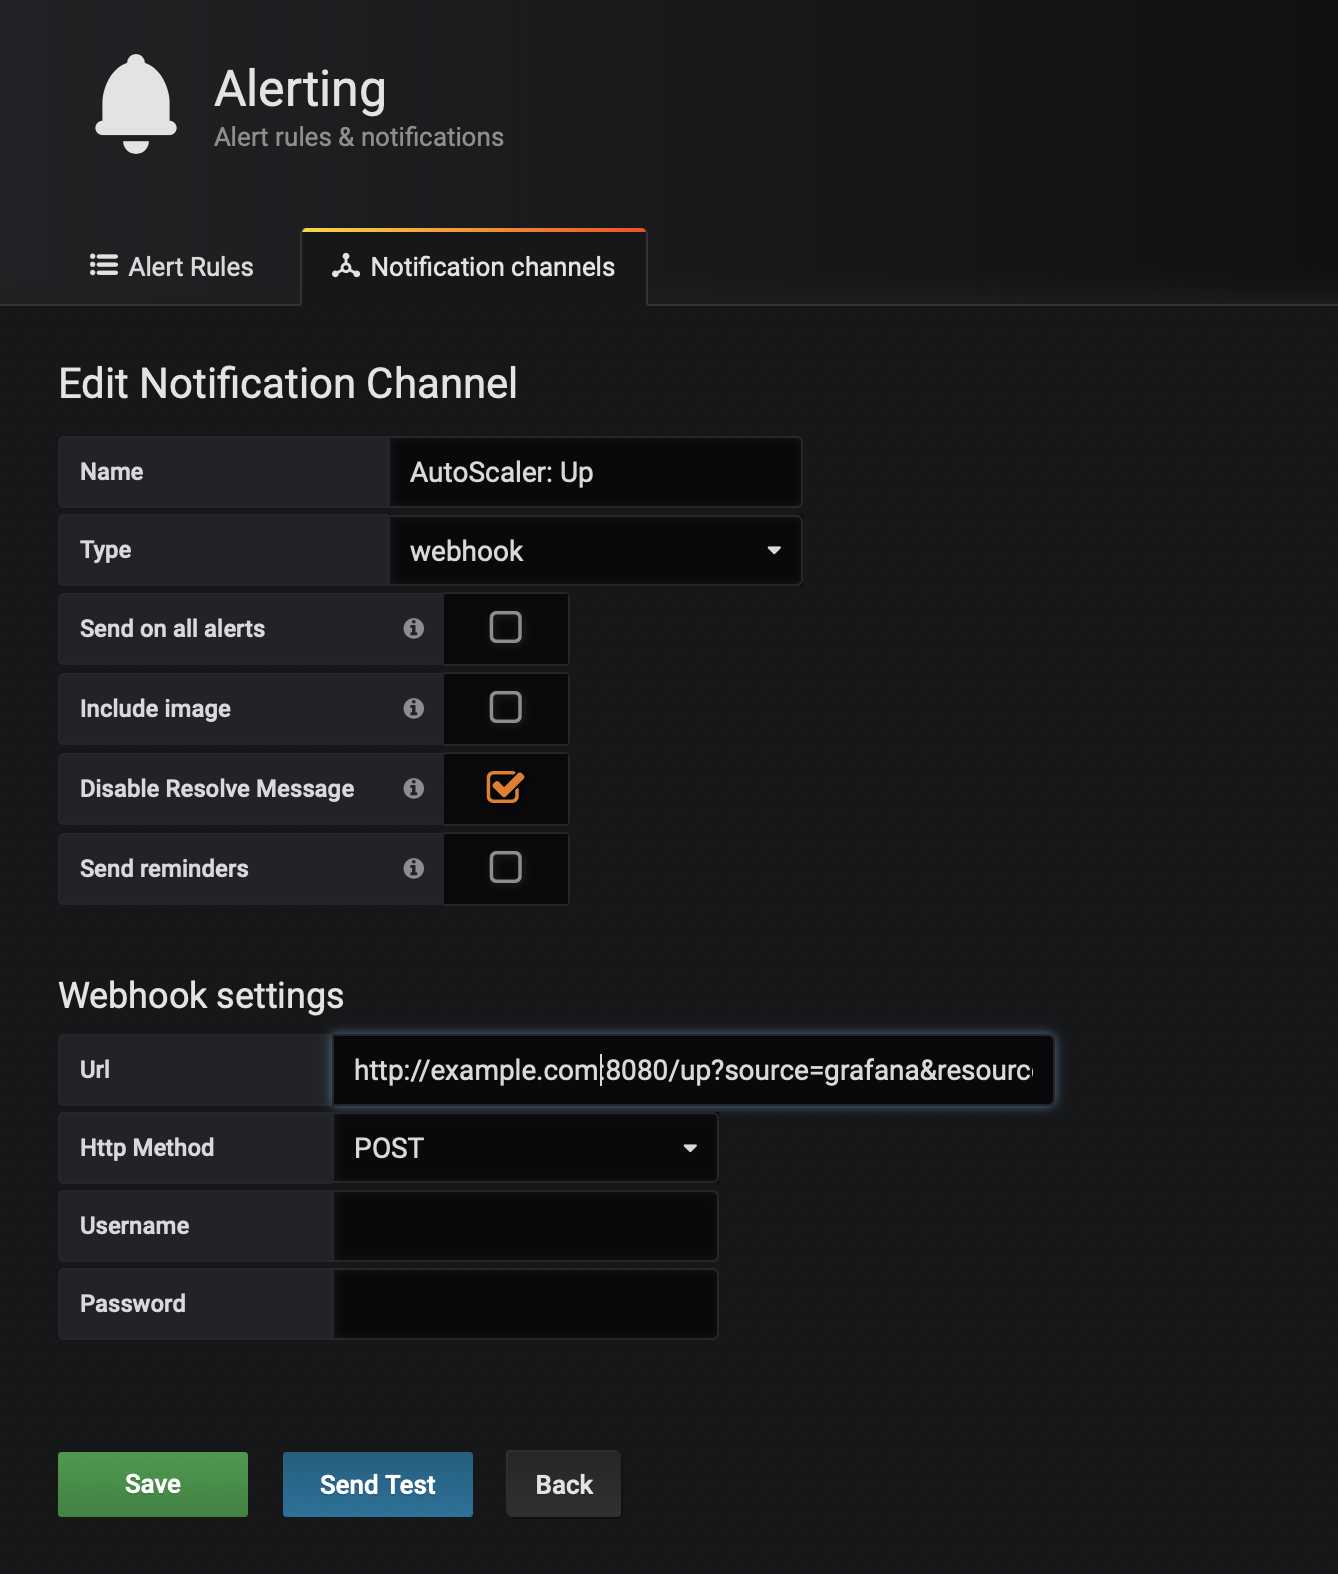 Alerting
Alert rules & notifications
Alert Rules
Notification channels
Edit Notification Channel
Name
AutoScaler: Up
Type
webhook
Send on all alerts
Include image
Disable Resolve Message
Send reminders
Webhook settings
Url
http://example.com:8080/up?source=grafana&resourc
Http Method
POST
Username
Password
Save
Send Test
Back